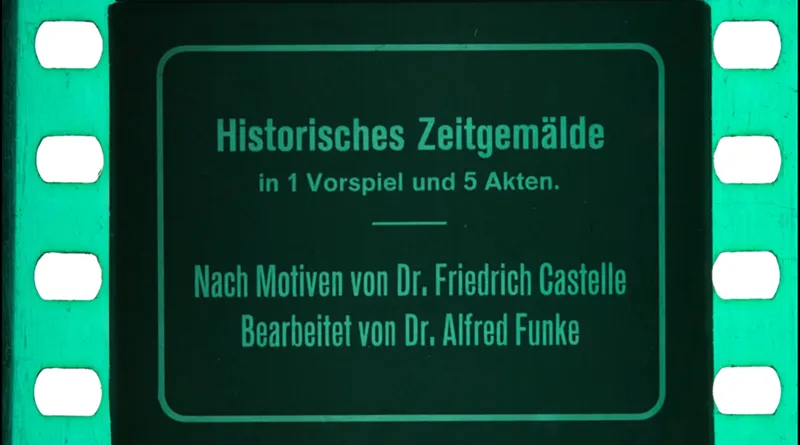 Historisches Zeitgemälde
in 1 Vorspiel und 5 Akten.
Nach Motiven von Dr. Friedrich Castelle
Bearbeitet von Dr. Alfred Funke